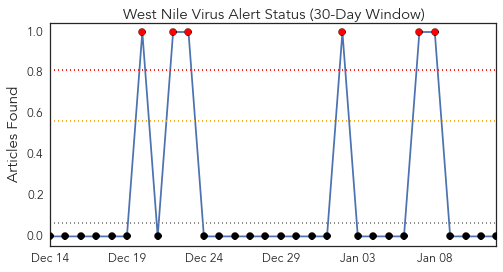 West Nile Virus Alert Status (30-Day Window)
Articles Found
1.0
0.8
0.6
0.4
0.2
0.0
Dec 14
Dec 19
Dec 24
Dec 29
Jan 03
Jan 08